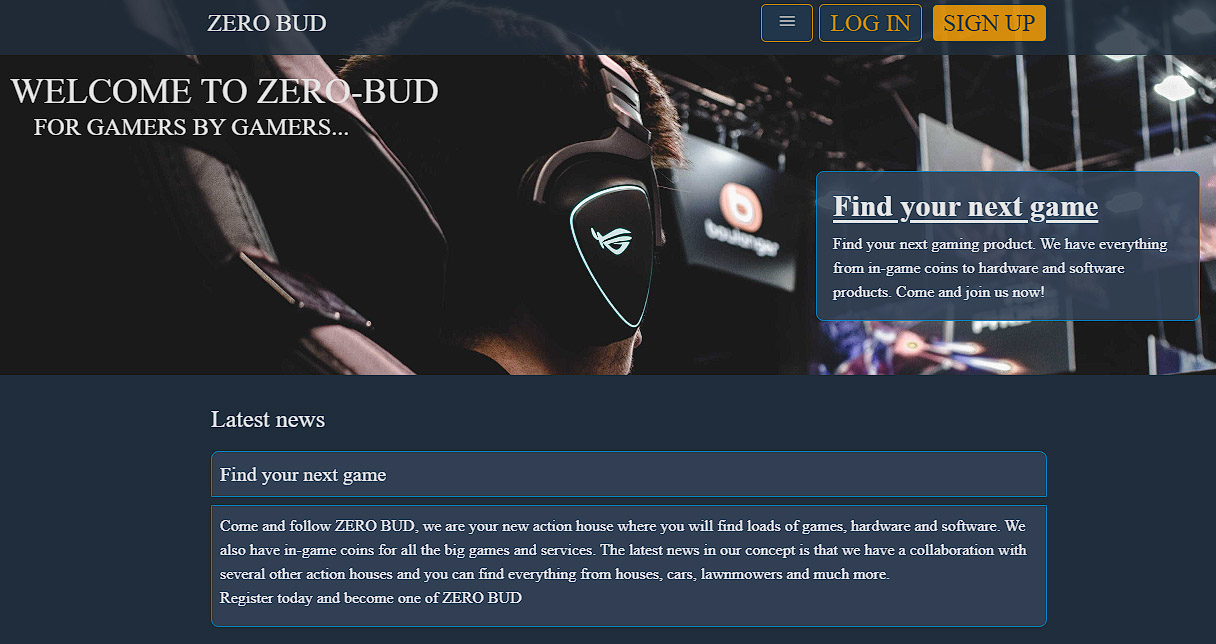 ZERO BUD
LOG IN
SIGN UP
WELCOME TO ZERO-BUD
FOR GAMERS BY GAMERS...
boulanger
Find your next game
Find your next gaming product. We have everything
from in-game coins to hardware and software
products. Come and join us now!
Latest news
Find your next game
Come and follow ZERO BUD, we are your new action house where you will find loads of games, hardware and software. We
also have in-game coins for all the big games and services. The latest news in our concept is that we have a collaboration with
several other action houses and you can find everything from houses, cars, lawnmowers and much more.
Register today and become one of ZERO BUD